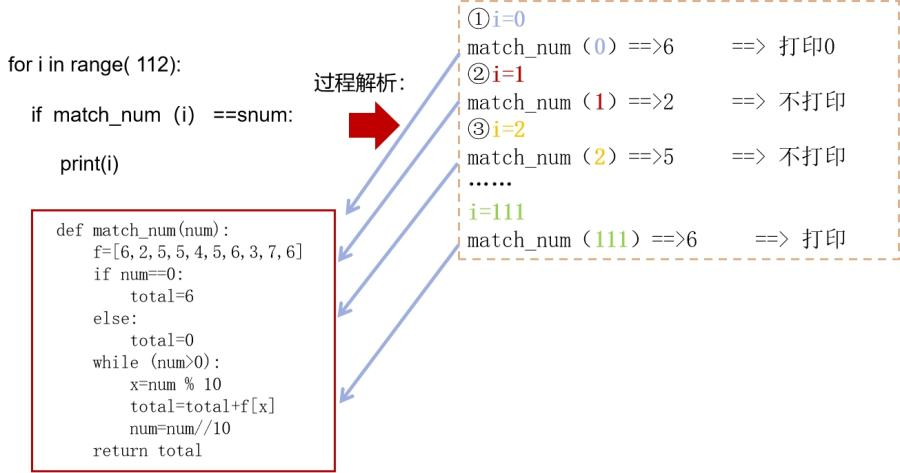 for i in range( 112):
if match_num（i） ==snum:
print(i)
过程解析：
def match_num(num):
f=[6,2,5,5,4,5,6,3,7,6]
if num==0:
total=6
else:
total=0
while (num>0):
x=num % 10
total=total+f[x]
num=num//10
return total
①i=0
match_num（0）==>6 ==> 打印0
②i=1
match_num（1）==>2 ==> 不打印
③i=2
match_num（2）==>5 ==> 不打印
……
i=111
match_num（111）==>6 ==> 打印